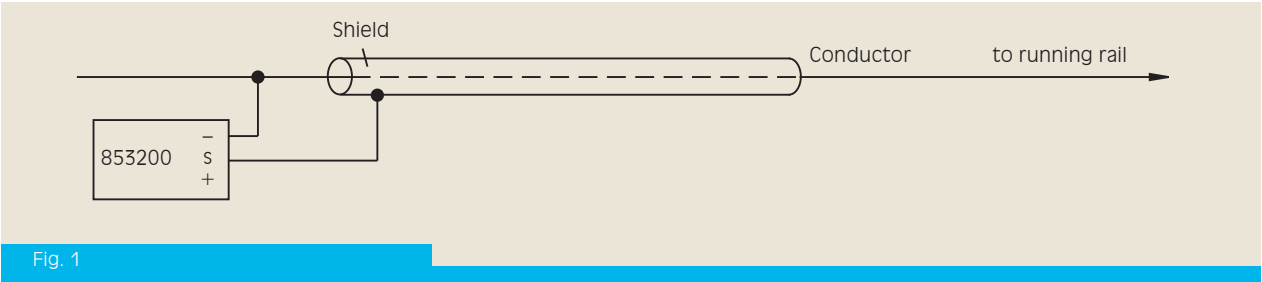 Shield
Conductor
to running rail
853200
–
S
+
Fig. 1